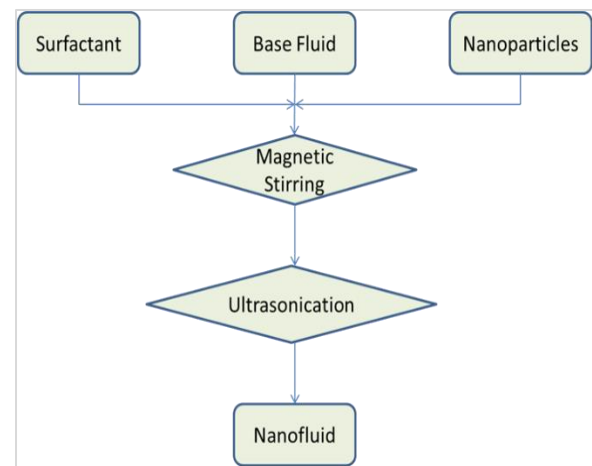 Surfactant
Base Fluid
Nanoparticles
Magnetic
Stirring
Ultrasonication
Nanofluid